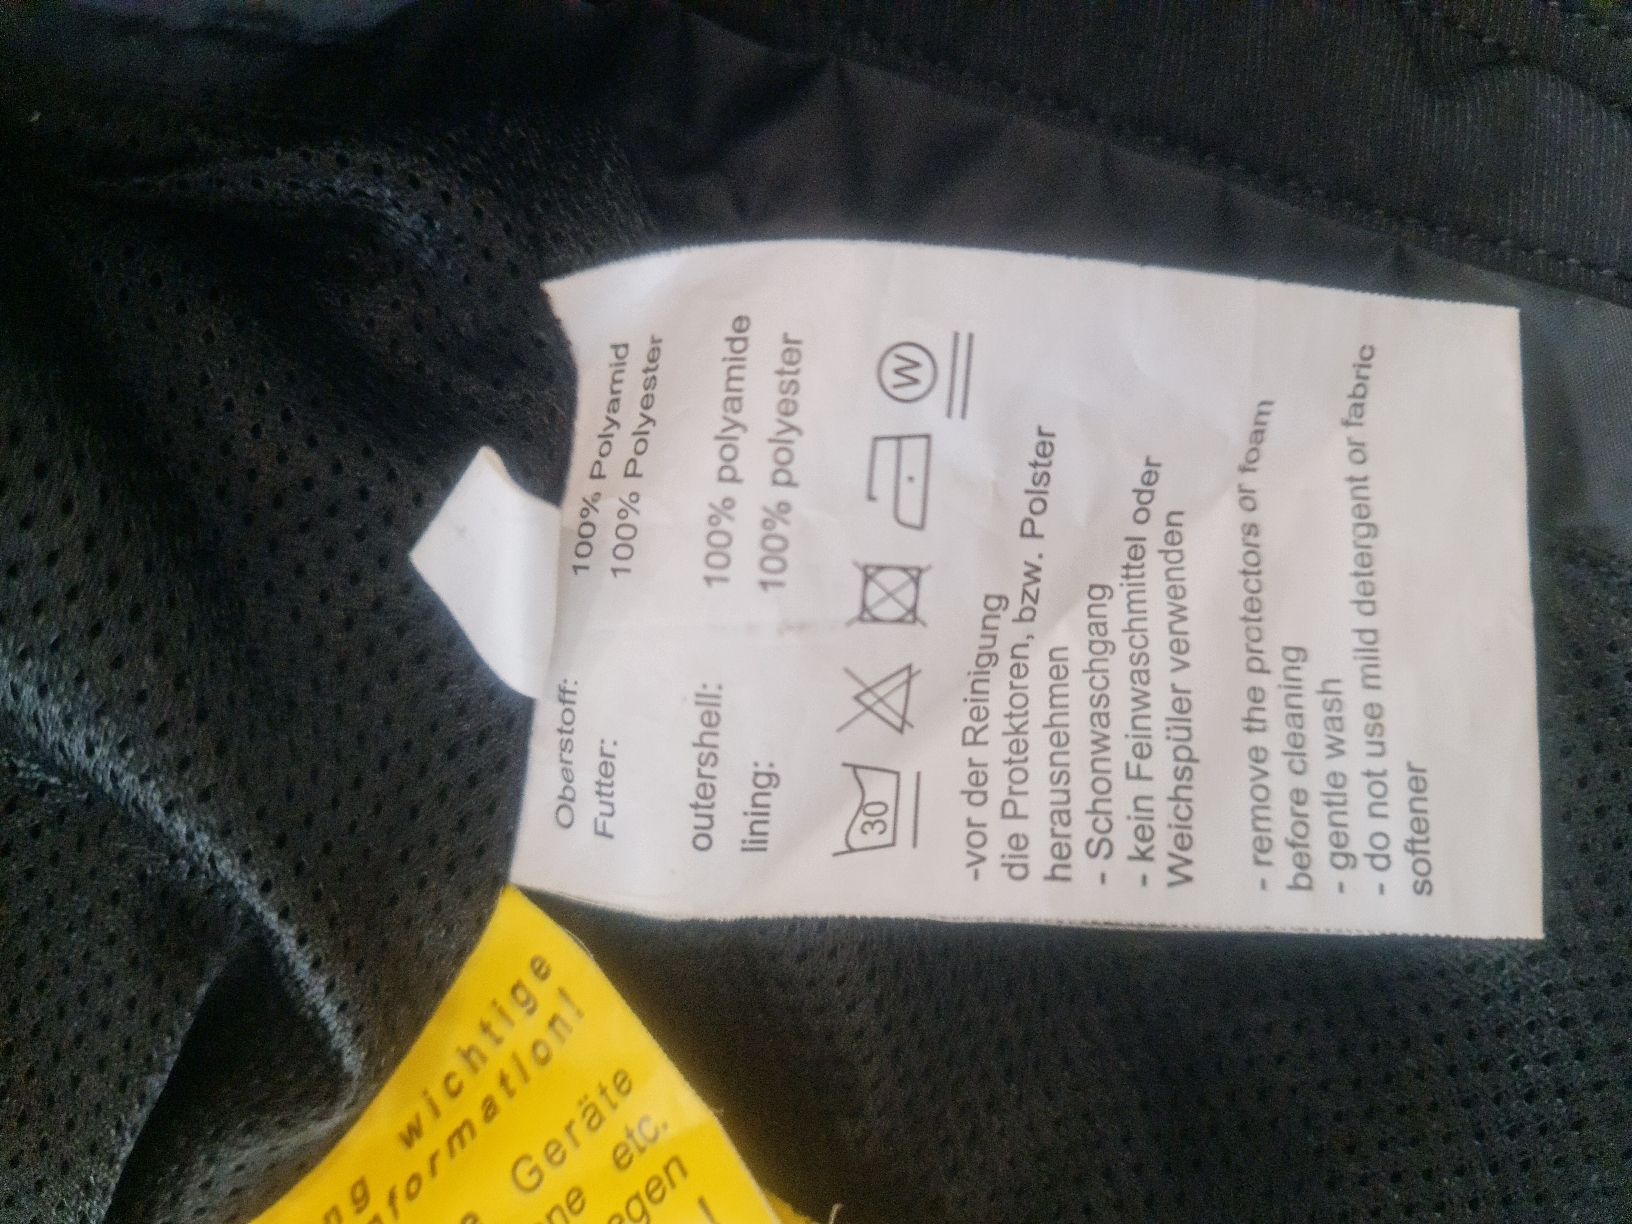 Oberstoff: 100% Polyamid
Futter: 100% Polyester
outershell: 100% polyamide
lining: 100% polyester
30
W
-vor der Reinigung
die Protektoren, bzw. Polster
herausnehmen
- Schonwaschgang
- kein Feinwaschmittel oder
Weichspüler verwenden
- remove the protectors or foam
before cleaning
- gentle wash
- do not use mild detergent or fabric
softener
wichtige
formation!
Geräte
etc.